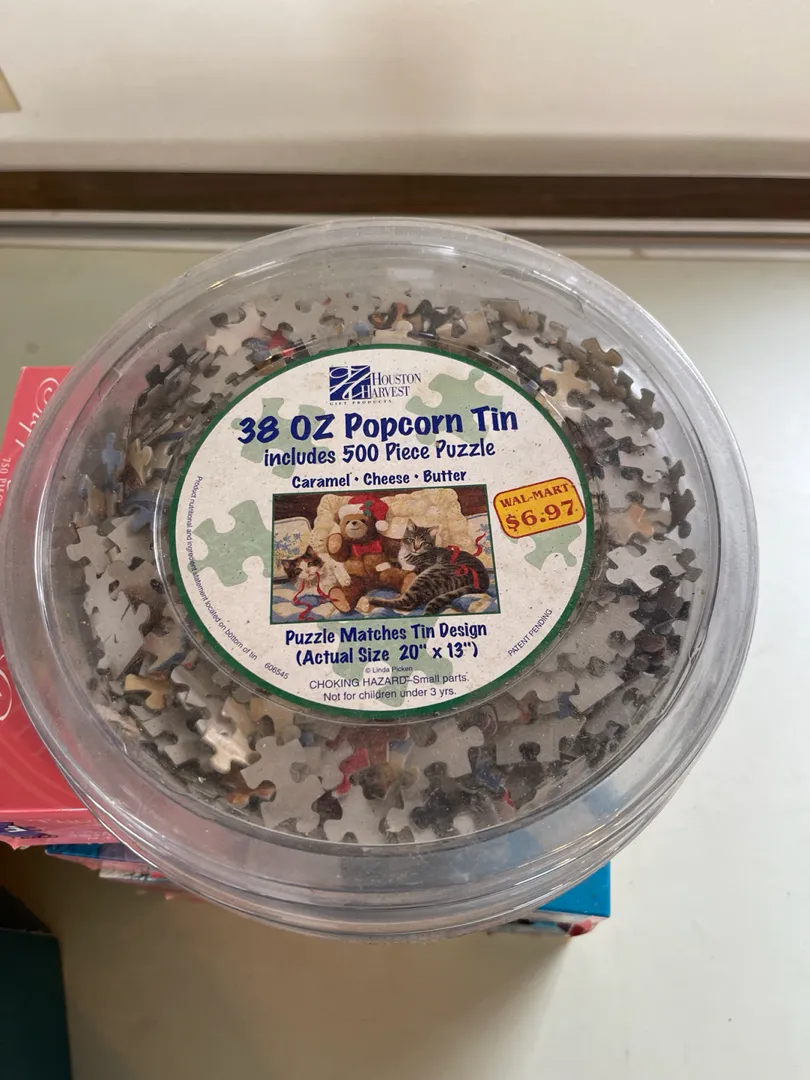 HOUSTON
HARVEST
GIFT PRODUCTS
38 OZ Popcorn Tin
includes 500 Piece Puzzle
Caramel • Cheese • Butter
WAL-MART
$6.97
Puzzle Matches Tin Design
(Actual Size 20" x 13")
© Linda Picken
CHOKING HAZARD–Small parts.
Not for children under 3 yrs.
Product nutritional and ingredient statement located on bottom of tin
606545
PATENT PENDING
750